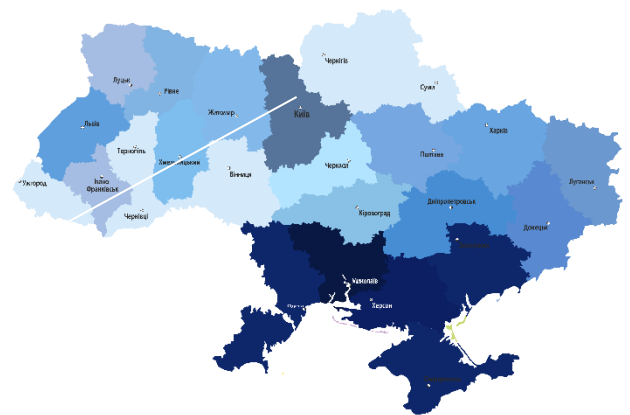 Чернігів
Суми
Луцьк
Рівне
Житомир
Київ
Львів
Харків
Тернопіль
Хмельницький
Полтава
Черкаси
Вінниця
Ужгород
Івано
Франківськ
Луганськ
Чернівці
Кіровоград
Дніпропетровськ
Донецьк
Миколаїв
Херсон